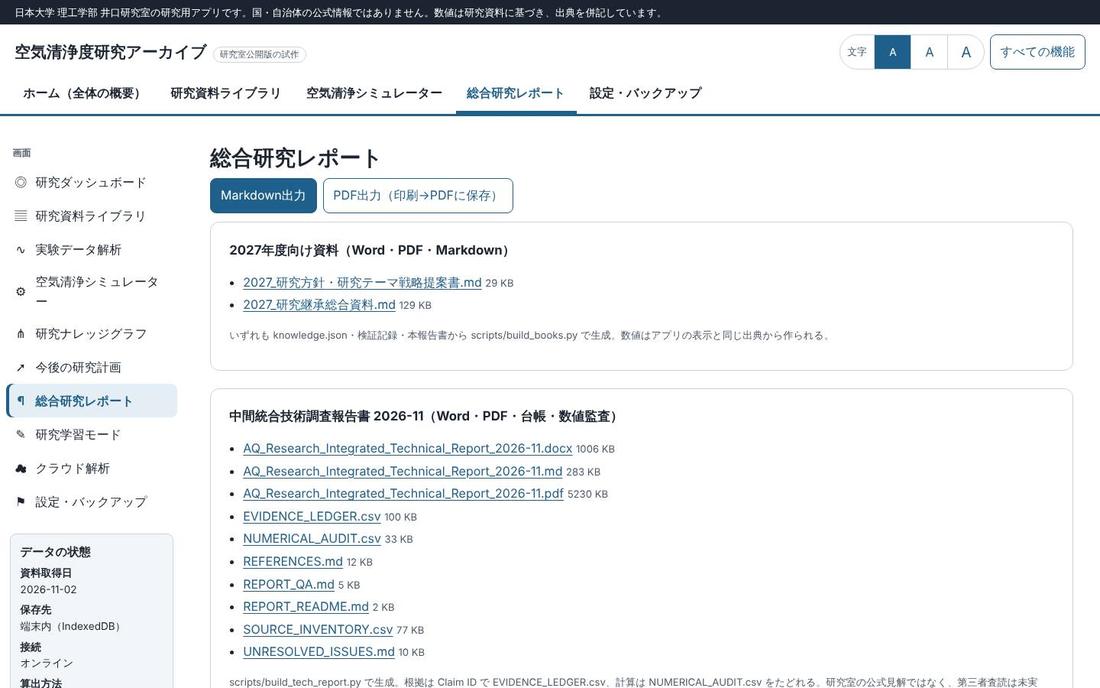 日本大学 理工学部 井口研究室の研究用アプリです。国・自治体の公式情報ではありません。数値は研究資料に基づき、出典を併記しています。
空気清浄度研究アーカイブ 研究室公開版の試作
文字 A A A すべての機能
ホーム（全体の概要） 研究資料ライブラリ 空気清浄シミュレーター 総合研究レポート 設定・バックアップ
画面
研究ダッシュボード
研究資料ライブラリ
実験データ解析
空気清浄シミュレータ
ー
研究ナレッジグラフ
今後の研究計画
総合研究レポート
研究学習モード
クラウド解析
設定・バックアップ
データの状態
資料取得日
2026-11-02
保存先
端末内（IndexedDB）
接続
オンライン
算出方法
総合研究レポート
Markdown出力 PDF出力（印刷→PDFに保存）
2027年度向け資料（Word・PDF・Markdown）
2027_研究方針・研究テーマ戦略提案書.md 29 KB
2027_研究継承総合資料.md 129 KB
いずれも knowledge.json・検証記録・本報告書から scripts/build_books.py で生成。数値はアプリの表示と同じ出典から作られる。
中間統合技術調査報告書 2026-11（Word・PDF・台帳・数値監査）
AQ_Research_Integrated_Technical_Report_2026-11.docx 1006 KB
AQ_Research_Integrated_Technical_Report_2026-11.md 283 KB
AQ_Research_Integrated_Technical_Report_2026-11.pdf 5230 KB
EVIDENCE_LEDGER.csv 100 KB
NUMERICAL_AUDIT.csv 33 KB
REFERENCES.md 12 KB
REPORT_QA.md 5 KB
REPORT_README.md 2 KB
SOURCE_INVENTORY.csv 77 KB
UNRESOLVED_ISSUES.md 10 KB
scripts/build_tech_report.py で生成。根拠は Claim ID で EVIDENCE_LEDGER.csv、計算は NUMERICAL_AUDIT.csv をたどれる。研究室の公式見解ではなく、第三者査読は未実